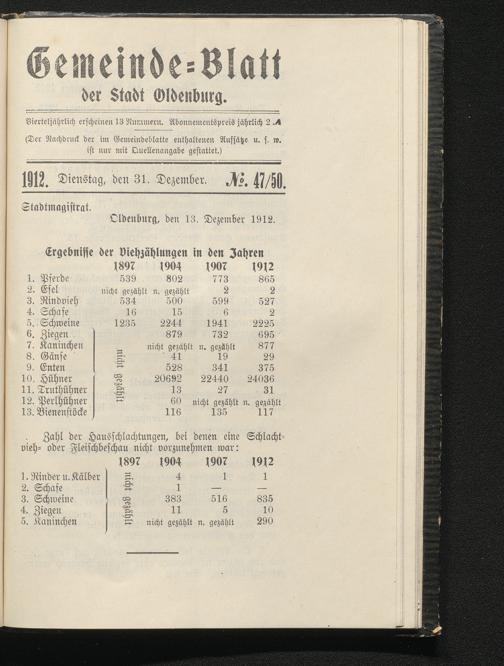 Gemeinde=Blatt
der Stadt Oldenburg.
Vierteljährlich erscheinen 13 Nummern. Abonnementspreis jährlich 2 ℳ
(Der Nachdruck der im Gemeindeblatte enthaltenen Aufsätze u. s. w.
ist nur mit Quellenangabe gestattet.)
1912. Dienstag, den 31. Dezember. №. 47/50.
Stadtmagistrat.
Oldenburg, den 13. Dezember 1912.
Ergebnisse der Viehzählungen in den Jahren
1897 1904 1907 1912
1. Pferde 539 802 773 865
2. Esel nicht gezählt n. gezählt 2 2
3. Rindvieh 534 500 599 527
4. Schafe 16 15 6 2
5. Schweine 1235 2244 1941 2225
6. Ziegen 879 732 695
7. Kaninchen nicht gezählt n. gezählt 877
8. Gänse 41 19 29
9. Enten 528 341 375
nicht gezählt
10. Hühner 20692 22440 24036
11. Truthühner 13 27 31
12. Perlhühner 60 nicht gezählt n. gezählt
13. Bienenstöcke 116 135 117
Zahl der Hausschlachtungen, bei denen eine Schlacht=
vieh= oder Fleischbeschau nicht vorzunehmen war:
1897 1904 1907 1912
1. Rinder u. Kälber 4 1 1
2. Schafe 1 — —
nicht gezählt
3. Schweine 383 516 835
4. Ziegen 11 5 10
5. Kaninchen nicht gezählt n. gezählt 290